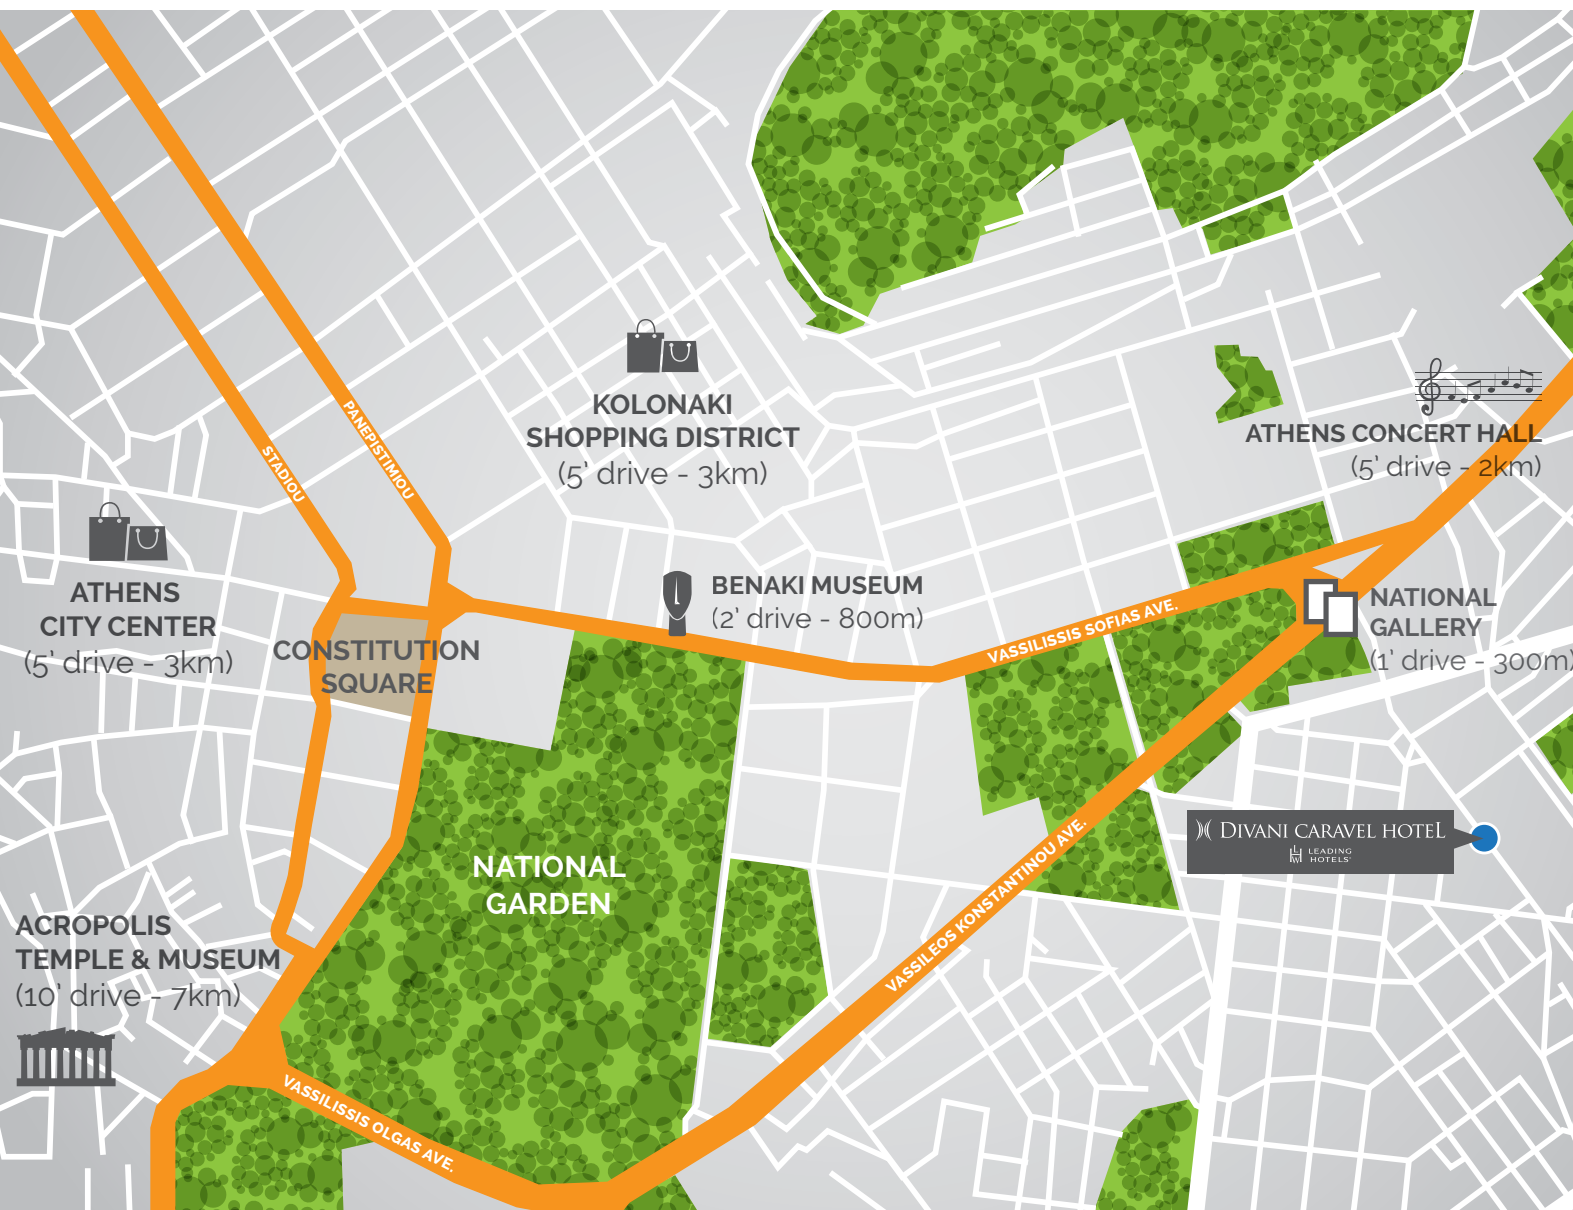 KOLONAKI
SHOPPING DISTRICT
(5’ drive - 3km)
PANEPISTIMIOU
STADIOU
ATHENS CONCERT HALL
(5’ drive - 2km)
ATHENS
CITY CENTER
(5’ drive - 3km)
BENAKI MUSEUM
(2’ drive - 800m)
NATIONAL
GALLERY
(1’ drive - 300m)
VASSILISSIS SOFIAS AVE.
CONSTITUTION
SQUARE
DIVANI CARAVEL HOTEL
LHW
LEADING
HOTELS
NATIONAL
GARDEN
VASSILEOS KONSTANTINOU AVE.
ACROPOLIS
TEMPLE & MUSEUM
(10’ drive - 7km)
VASSILISSIS OLGAS AVE.